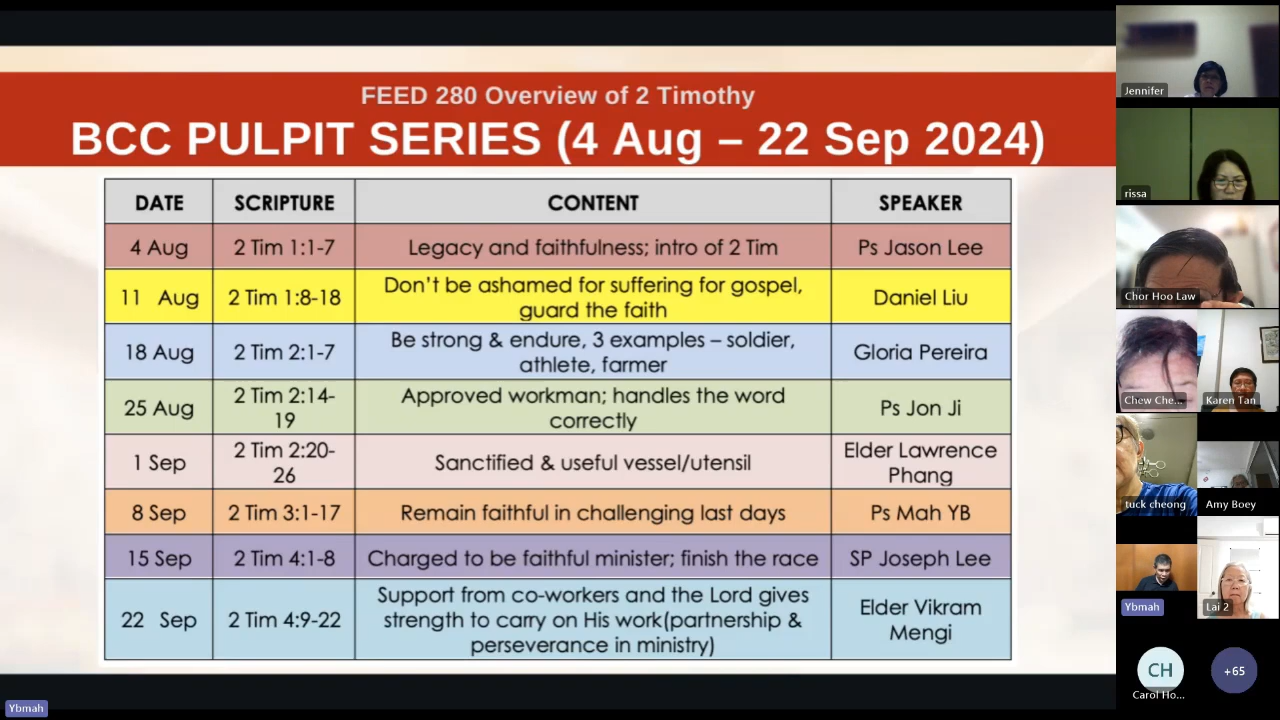 FEED 280 Overview of 2 Timothy
BCC PULPIT SERIES (4 Aug – 22 Sep 2024)
DATE SCRIPTURE CONTENT SPEAKER
4 Aug 2 Tim 1:1-7 Legacy and faithfulness; intro of 2 Tim Ps Jason Lee
11 Aug 2 Tim 1:8-18 Don't be ashamed for suffering for gospel,
guard the faith Daniel Liu
18 Aug 2 Tim 2:1-7 Be strong & endure, 3 examples – soldier,
athlete, farmer Gloria Pereira
25 Aug 2 Tim 2:14-
19 Approved workman; handles the word
correctly Ps Jon Ji
1 Sep 2 Tim 2:20-
26 Sanctified & useful vessel/utensil Elder Lawrence
Phang
8 Sep 2 Tim 3:1-17 Remain faithful in challenging last days Ps Mah YB
15 Sep 2 Tim 4:1-8 Charged to be faithful minister; finish the race SP Joseph Lee
22 Sep 2 Tim 4:9-22 Support from co-workers and the Lord gives
strength to carry on His work(partnership &
perseverance in ministry) Elder Vikram
Mengi
Ybmah
Jennifer
rissa
Chor Hoo Law
Chew Che...
Karen Tan
tuck cheong
Amy Boey
Ybmah
Lai 2
CH
Carol Ho...
+65